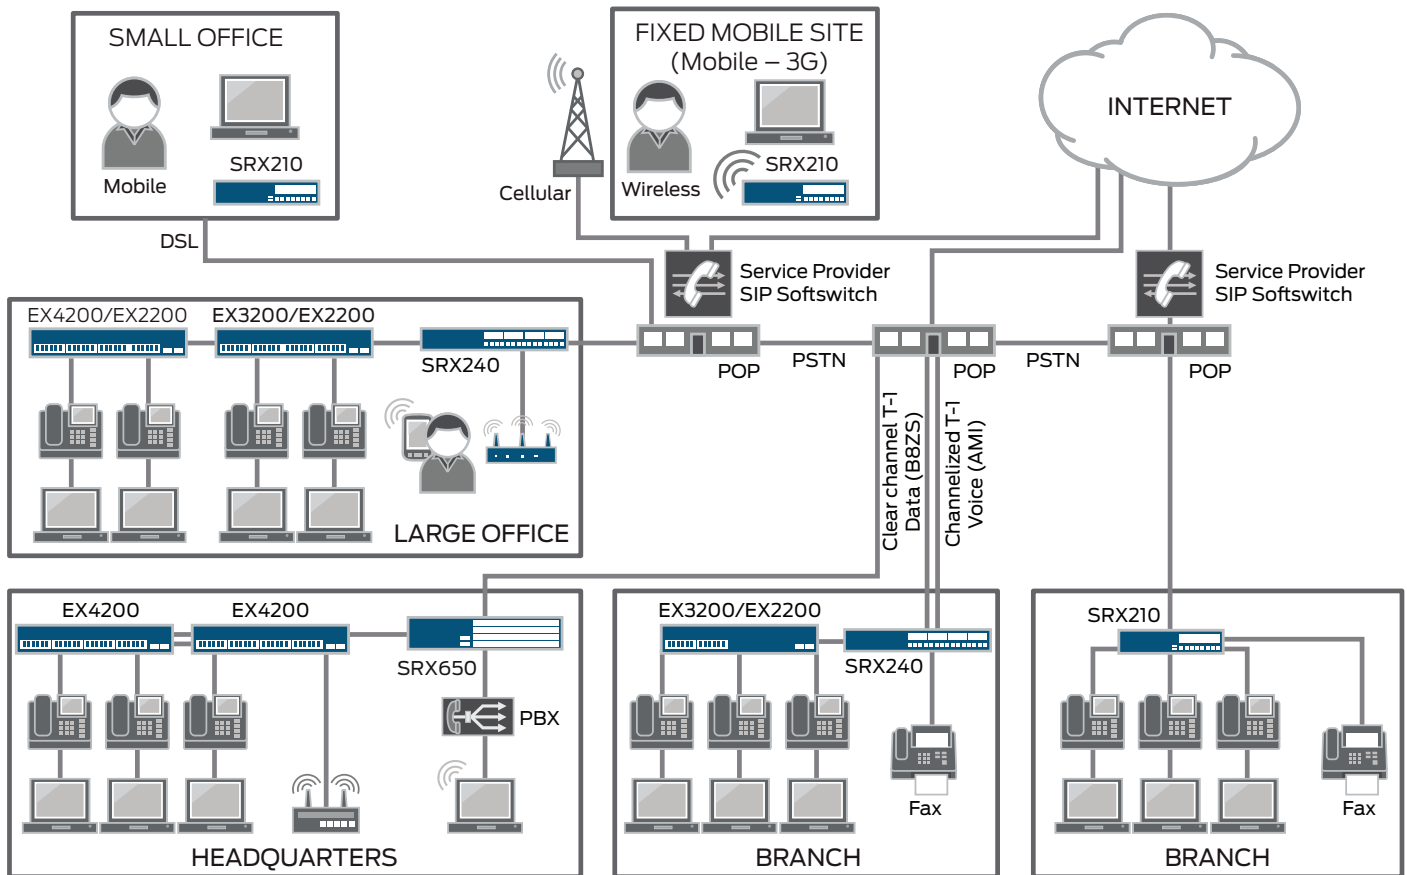 SMALL OFFICE
Mobile
SRX210
DSL
Cellular
FIXED MOBILE SITE
(Mobile – 3G)
Wireless
SRX210
INTERNET
Service Provider
SIP Softswitch
Service Provider
SIP Softswitch
EX4200/EX2200
EX3200/EX2200
SRX240
LARGE OFFICE
POP
PSTN
POP
PSTN
POP
Clear channel T-1
Data (B8ZS)
Channelized T-1
Voice (AMI)
EX4200
EX4200
SRX650
PBX
HEADQUARTERS
EX3200/EX2200
SRX240
Fax
BRANCH
SRX210
Fax
BRANCH